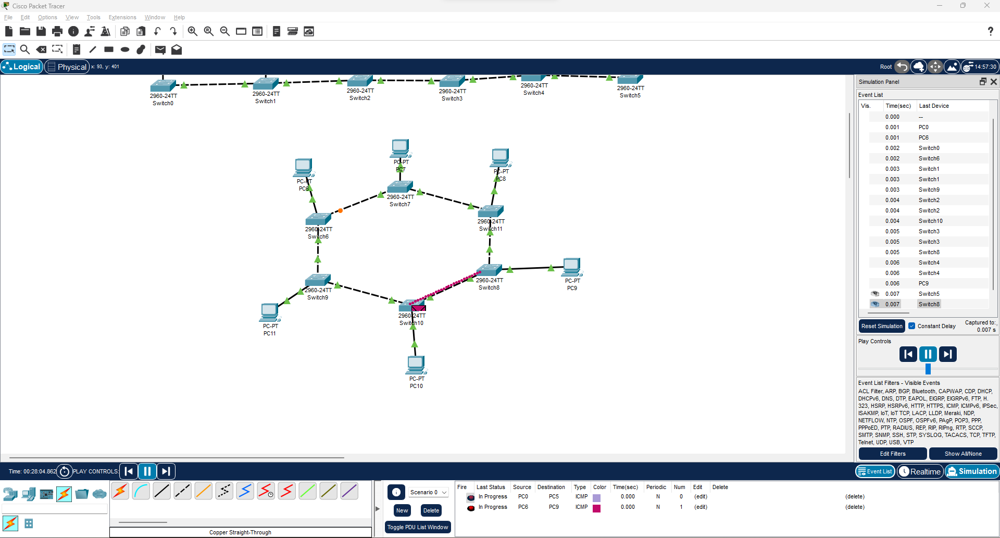 Cisco Packet Tracer
File Edit Options View Tools Extensions Window Help
Logical Physical x: 93, y: 401 Root 14:57:30
2960-24TT
Switch0
2960-24TT
Switch1
2960-24TT
Switch2
2960-24TT
Switch3
2960-24TT
Switch4
2960-24TT
Switch5
PC-PT
PC6
PC-PT
PC7
PC-PT
PC8
2960-24TT
Switch6
2960-24TT
Switch7
2960-24TT
Switch11
2960-24TT
Switch8
PC-PT
PC9
2960-24TT
Switch9
2960-24TT
Switch10
PC-PT
PC11
PC-PT
PC10
Simulation Panel
Event List
Vis. Time(sec) Last Device
0.000 --
0.001 PC0
0.001 PC6
0.002 Switch0
0.002 Switch6
0.003 Switch1
0.003 Switch1
0.003 Switch9
0.004 Switch2
0.004 Switch2
0.004 Switch10
0.005 Switch3
0.005 Switch3
0.005 Switch8
0.006 Switch4
0.006 Switch4
0.006 PC9
0.007 Switch5
0.007 Switch8
Reset Simulation Constant Delay Captured to:
0.007 s
Play Controls
Event List Filters - Visible Events
ACL Filter, ARP, BGP, Bluetooth, CAPWAP, CDP, DHCP,
DHCPv6, DNS, DTP, EAPOL, EIGRP, EIGRPv6, FTP, H.
323, HSRP, HSRPv6, HTTP, HTTPS, ICMP, ICMPv6, IPSec,
ISAKMP, IoT, IoT TCP, LACP, LLDP, Meraki, NDP,
NETFLOW, NTP, OSPF, OSPFv6, PAgP, POP3, PPP,
PPPoED, PTP, RADIUS, REP, RIP, RIPng, RTP, SCCP,
SMTP, SNMP, SSH, STP, SYSLOG, TACACS, TCP, TFTP,
Telnet, UDP, USB, VTP
Edit Filters Show All/None
Time: 00:28:04.862 PLAY CONTROLS: Event List Realtime Simulation
Scenario 0
New Delete
Toggle PDU List Window
Fire Last Status Source Destination Type Color Time(sec) Periodic Num Edit Delete
In Progress PC0 PC5 ICMP 0.000 N 0 (edit) (delete)
In Progress PC6 PC9 ICMP 0.000 N 1 (edit) (delete)
Copper Straight-Through